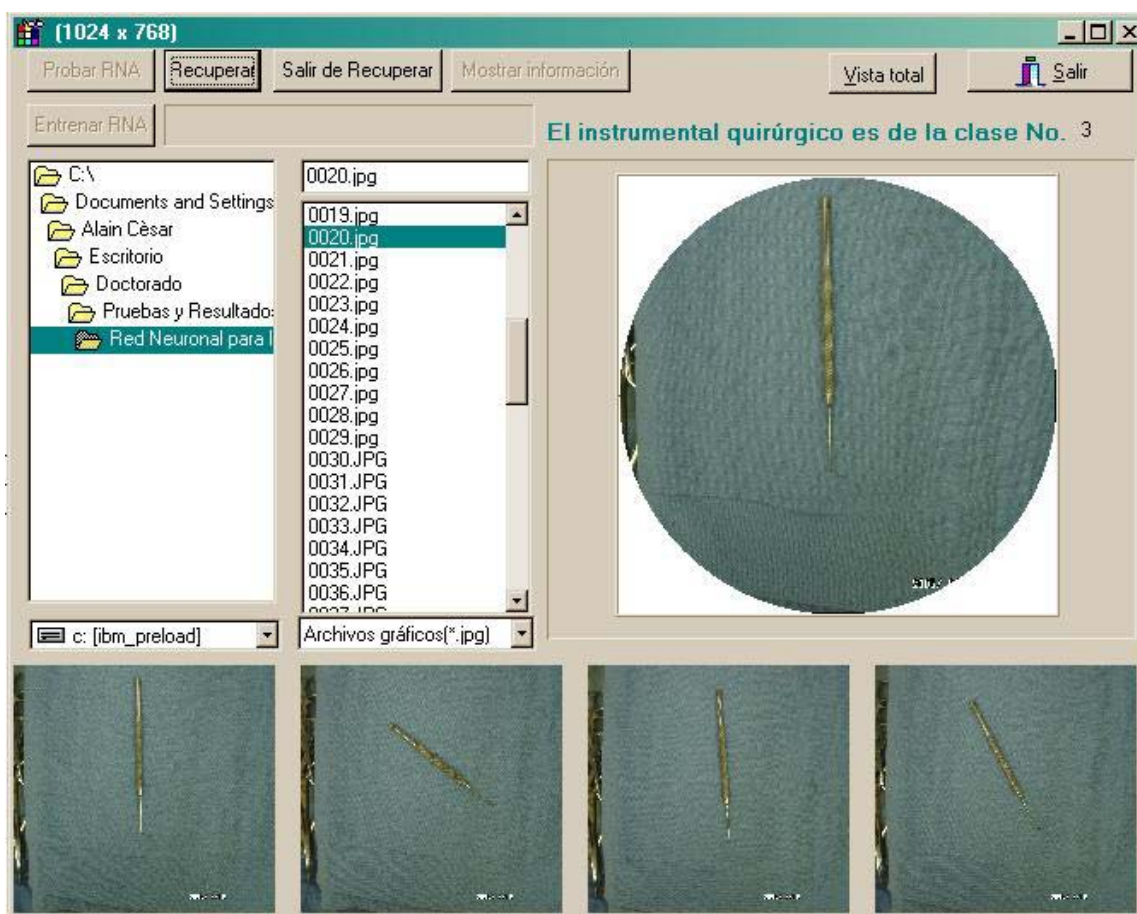 (1024 x 768)
Probar RNA Recuperar Salir de Recuperar Mostrar información Vista total Salir
Entrenar RNA
El instrumental quirúrgico es de la clase No. 3
C:\
Documents and Settings
Alain Cèsar
Escritorio
Doctorado
Pruebas y Resultado
Red Neuronal para
c: [ibm_preload]
0020.jpg
0019.jpg
0020.jpg
0021.jpg
0022.jpg
0023.jpg
0024.jpg
0025.jpg
0026.jpg
0027.jpg
0028.jpg
0029.jpg
0030.JPG
0031.JPG
0032.JPG
0033.JPG
0034.JPG
0035.JPG
0036.JPG
0037.JPG
Archivos gráficos(*.jpg)